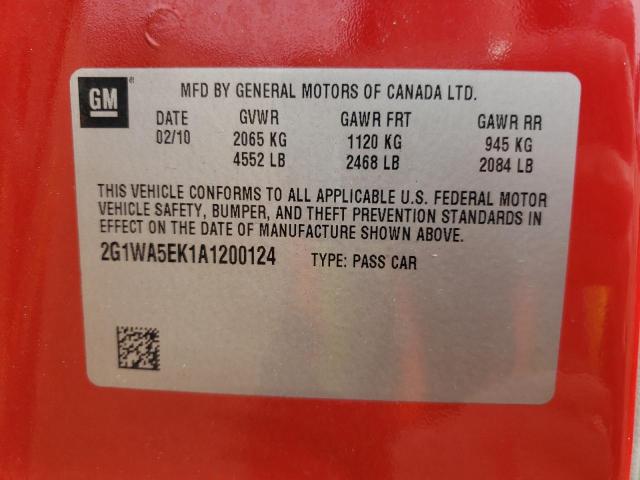 GM
MFD BY GENERAL MOTORS OF CANADA LTD.
DATE GVWR GAWR FRT GAWR RR
02/10 2065 KG 1120 KG 945 KG
4552 LB 2468 LB 2084 LB
THIS VEHICLE CONFORMS TO ALL APPLICABLE U.S. FEDERAL MOTOR
VEHICLE SAFETY, BUMPER, AND THEFT PREVENTION STANDARDS IN
EFFECT ON THE DATE OF MANUFACTURE SHOWN ABOVE.
2G1WA5EK1A1200124 TYPE: PASS CAR